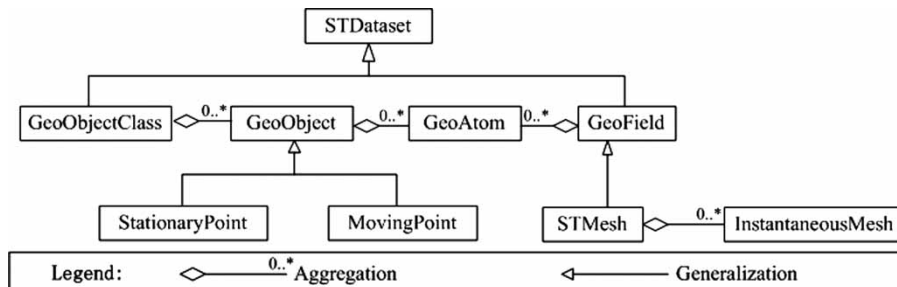 STDataset
GeoObjectClass 0..* GeoObject 0..* GeoAtom 0..* GeoField
StationaryPoint MovingPoint STMesh 0..* InstantaneousMesh
Legend: 0..* Aggregation Generalization